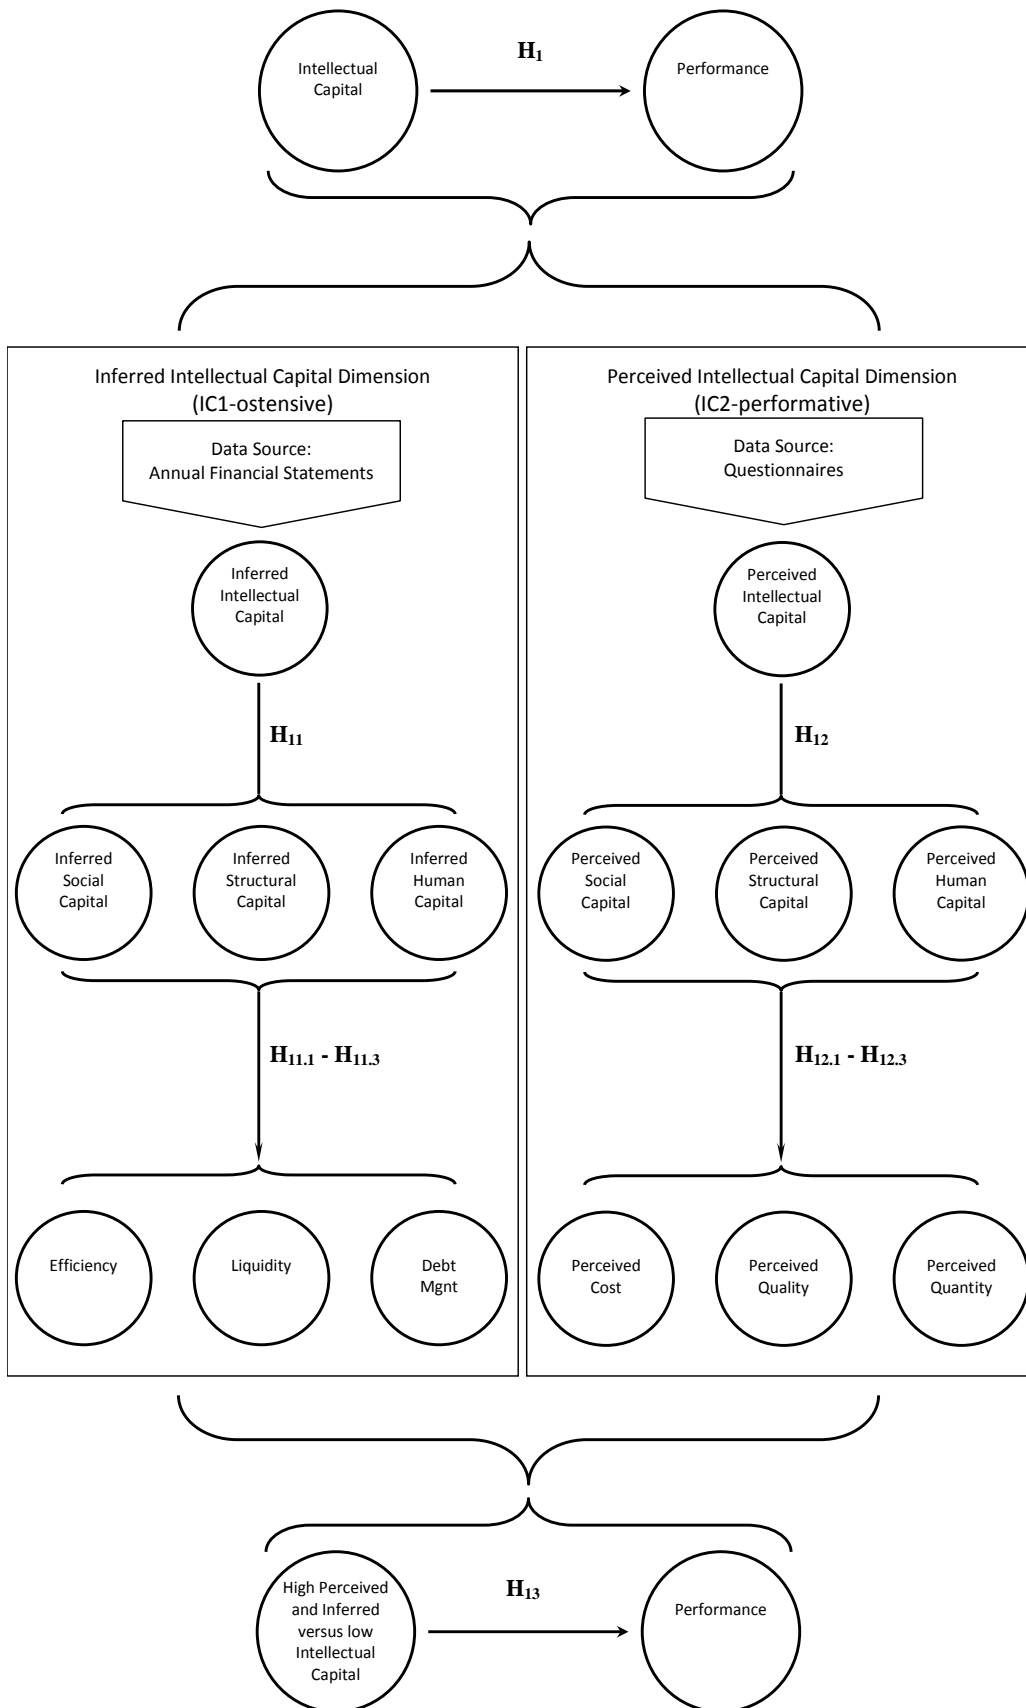 H₁
Intellectual
Capital
Performance
Inferred Intellectual Capital Dimension
(IC1-ostensive)
Data Source:
Annual Financial Statements
Inferred
Intellectual
Capital
H₁₁
Inferred
Social
Capital
Inferred
Structural
Capital
Inferred
Human
Capital
H₁₁.₁ - H₁₁.₃
Efficiency
Liquidity
Debt
Mgnt
Perceived Intellectual Capital Dimension
(IC2-performative)
Data Source:
Questionnaires
Perceived
Intellectual
Capital
H₁₂
Perceived
Social
Capital
Perceived
Structural
Capital
Perceived
Human
Capital
H₁₂.₁ - H₁₂.₃
Perceived
Cost
Perceived
Quality
Perceived
Quantity
High Perceived
and Inferred
versus low
Intellectual
Capital
H₁₃
Performance